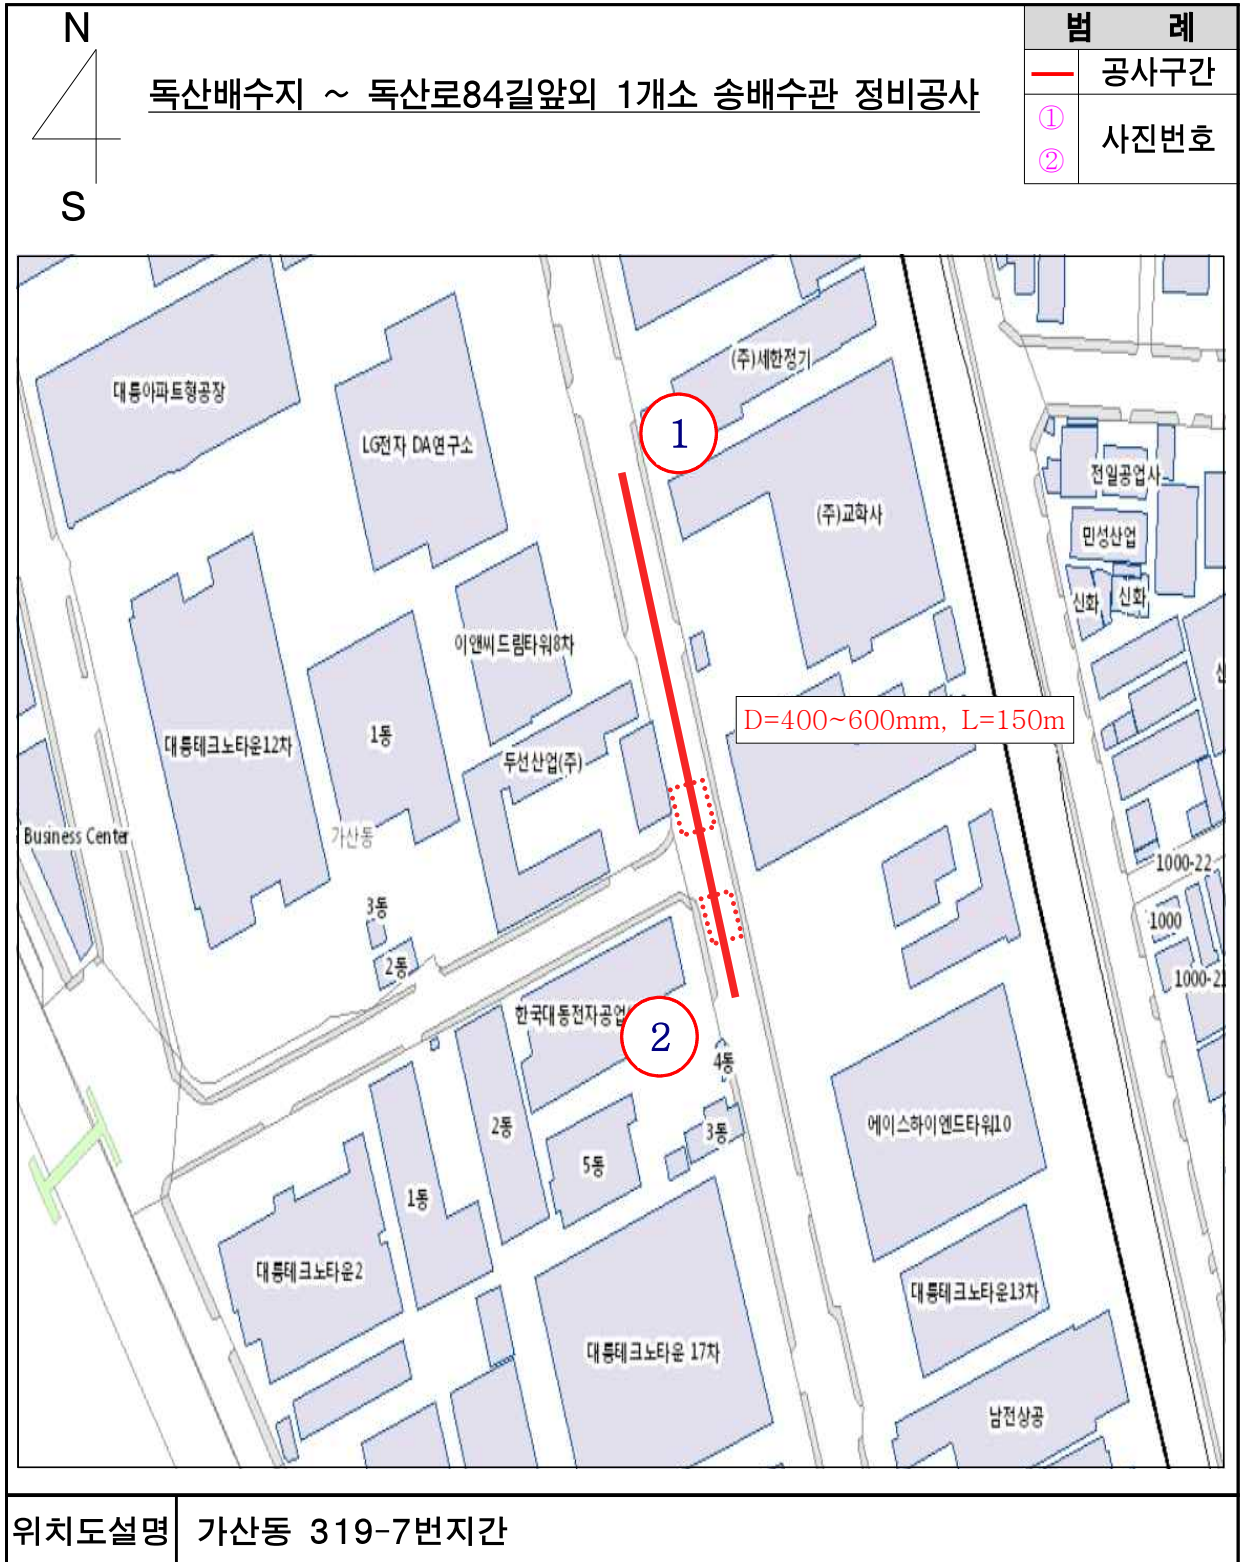 N
S
독산배수지 ~ 독산로84길앞외 1개소 송배수관 정비공사
범 례
공사구간
①
②
사진번호
(주)세한정기
대륭아파트형공장
1
LG전자 DA연구소
전일공업사
(주)교학사
민성산업
신화
신화
이앤씨드림타워8차
D=400~600mm, L=150m
1동
대륭테크노타운12차
두선산업(주)
Business Center
가산동
1000-22
3동
1000
2동
한국대동전자공업
2
4동
에이스하이엔드타워10
2동
3동
5동
1동
대륭테크노타운2
대륭테크노타운13차
대륭테크노타운 17차
남전상공
위치도설명
가산동 319-7번지간